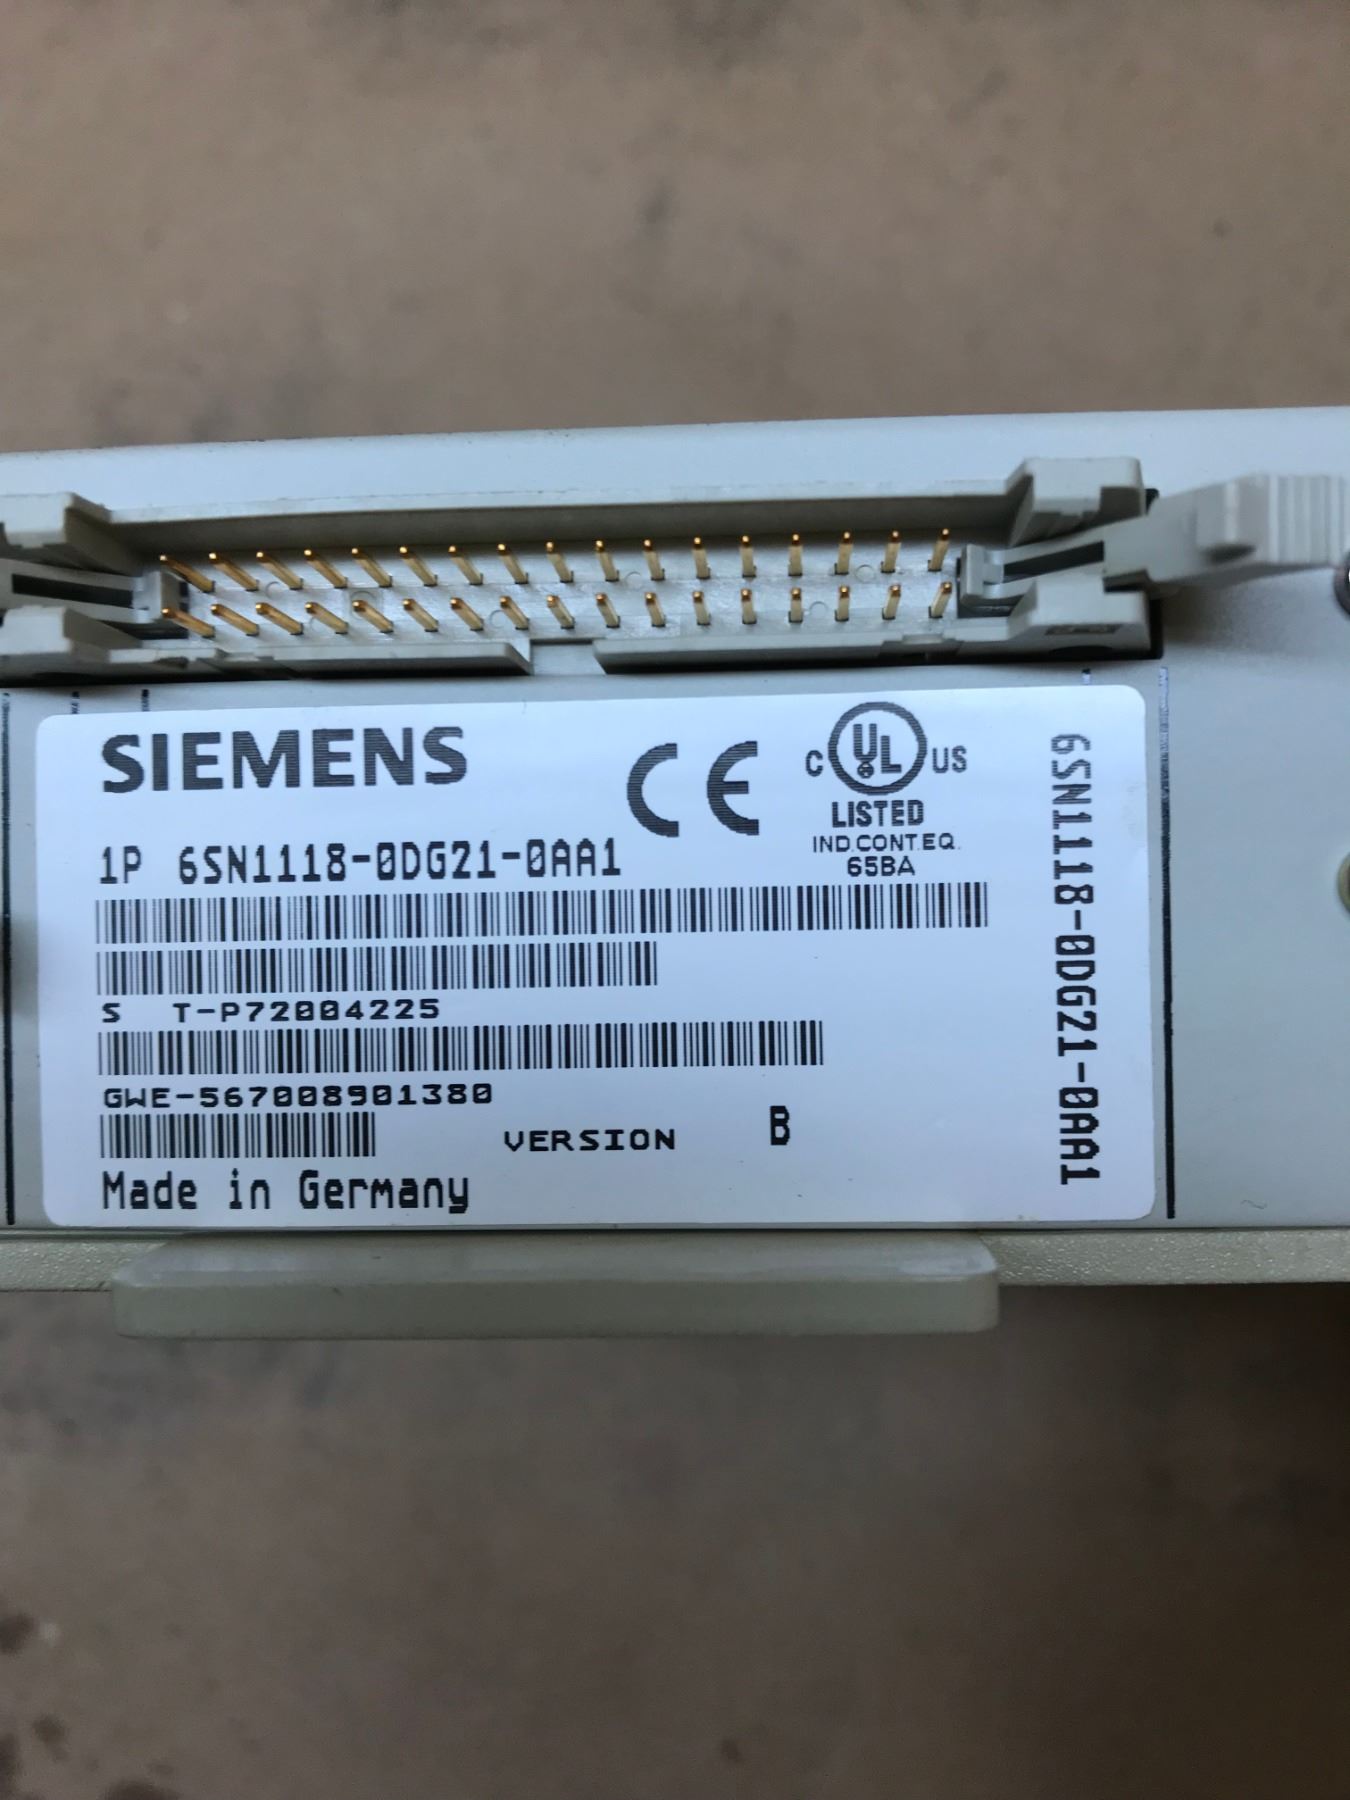 SIEMENS
CE
C UL US
LISTED
IND.CONT.EQ.
65BA
1P 6SN1118-0DG21-0AA1
S T-P72004225
GWE-567008901380
VERSION B
Made in Germany
6SN1118-0DG21-0AA1